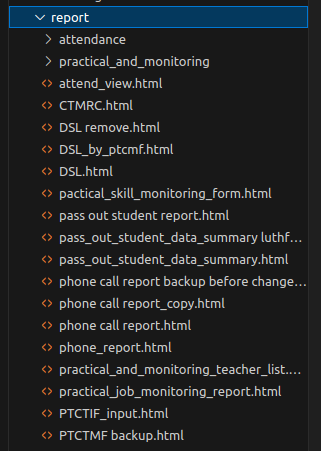 report
attendance
practical_and_monitoring
attend_view.html
CTMRC.html
DSL remove.html
DSL_by_ptcmf.html
DSL.html
pactical_skill_monitoring_form.html
pass out student report.html
pass_out_student_data_summary luthf...
pass_out_student_data_summary.html
phone call report backup before change...
phone call report_copy.html
phone call report.html
phone_report.html
practical_and_monitoring_teacher_list....
practical_job_monitoring_report.html
PTCTIF_input.html
PTCTMF backup.html